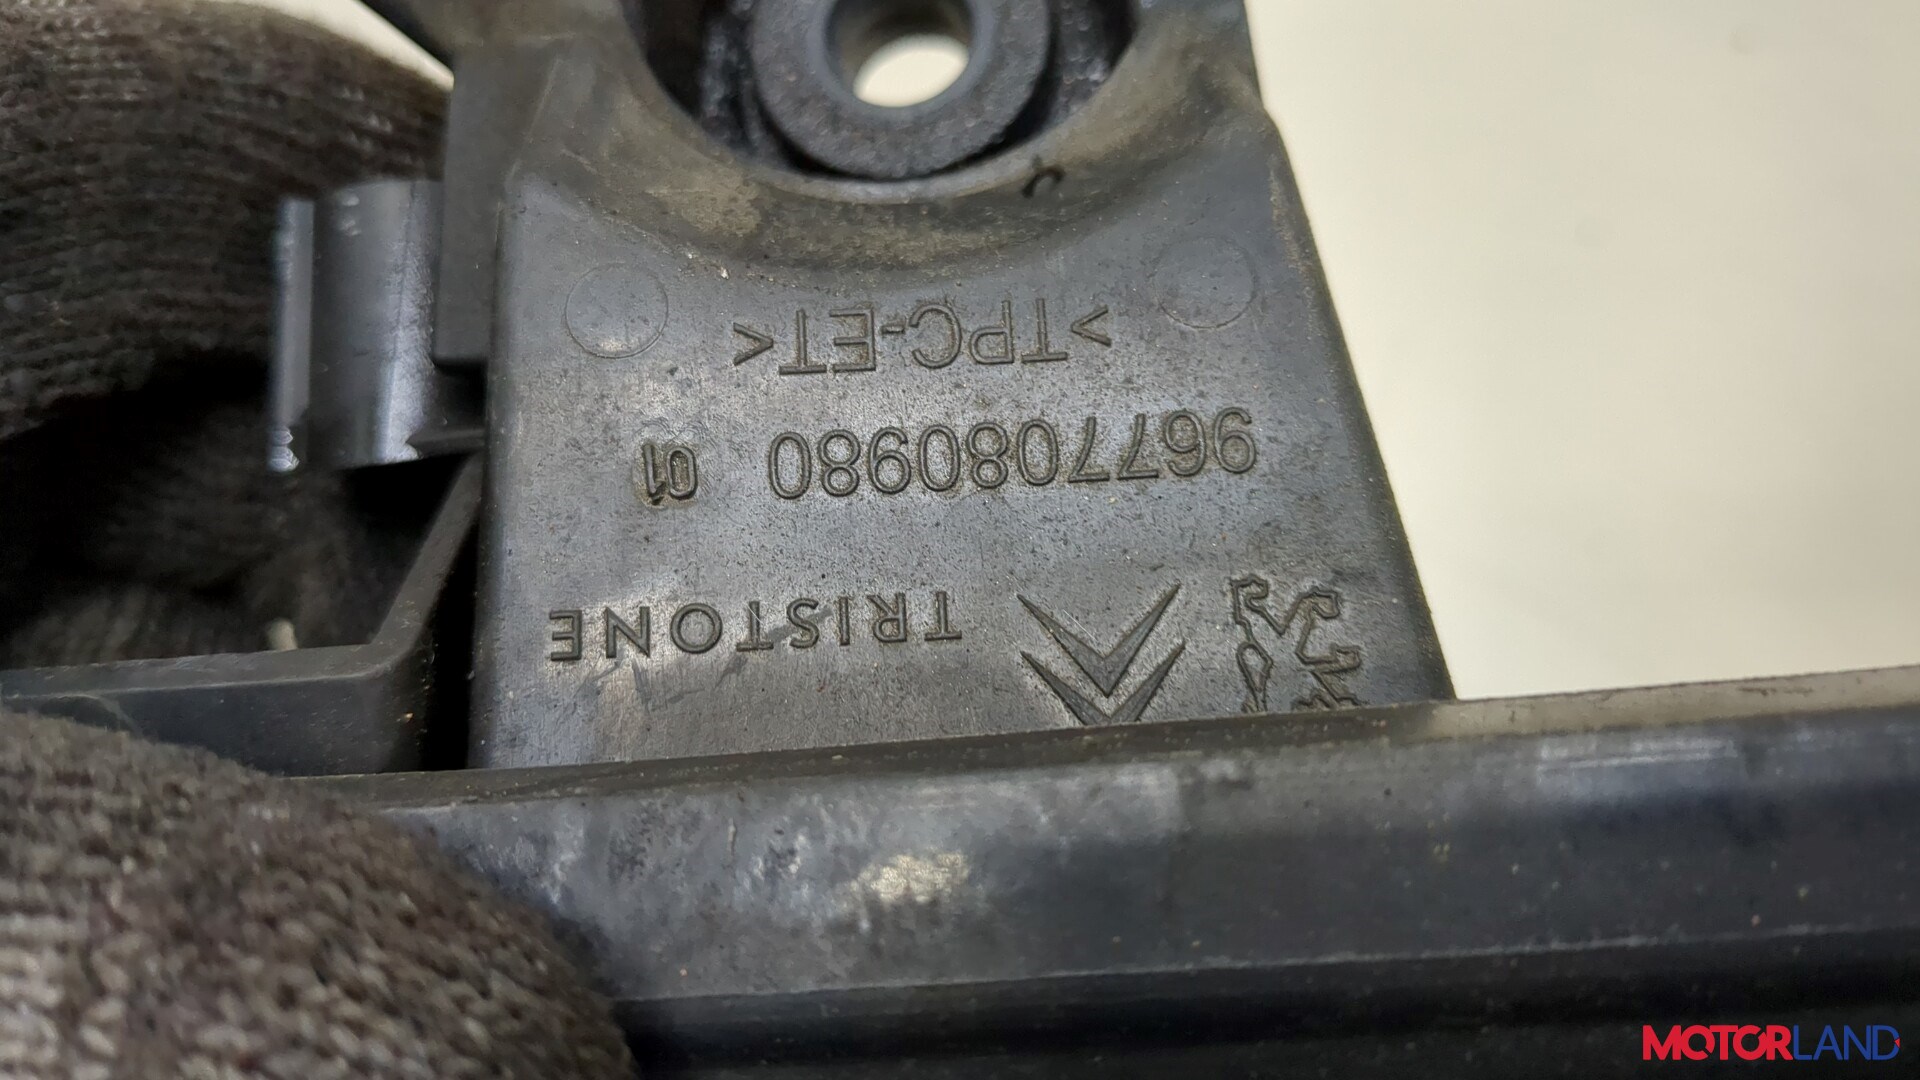 TRISTONE
9677080980 01
>TPC-ET<
MOTORLAND